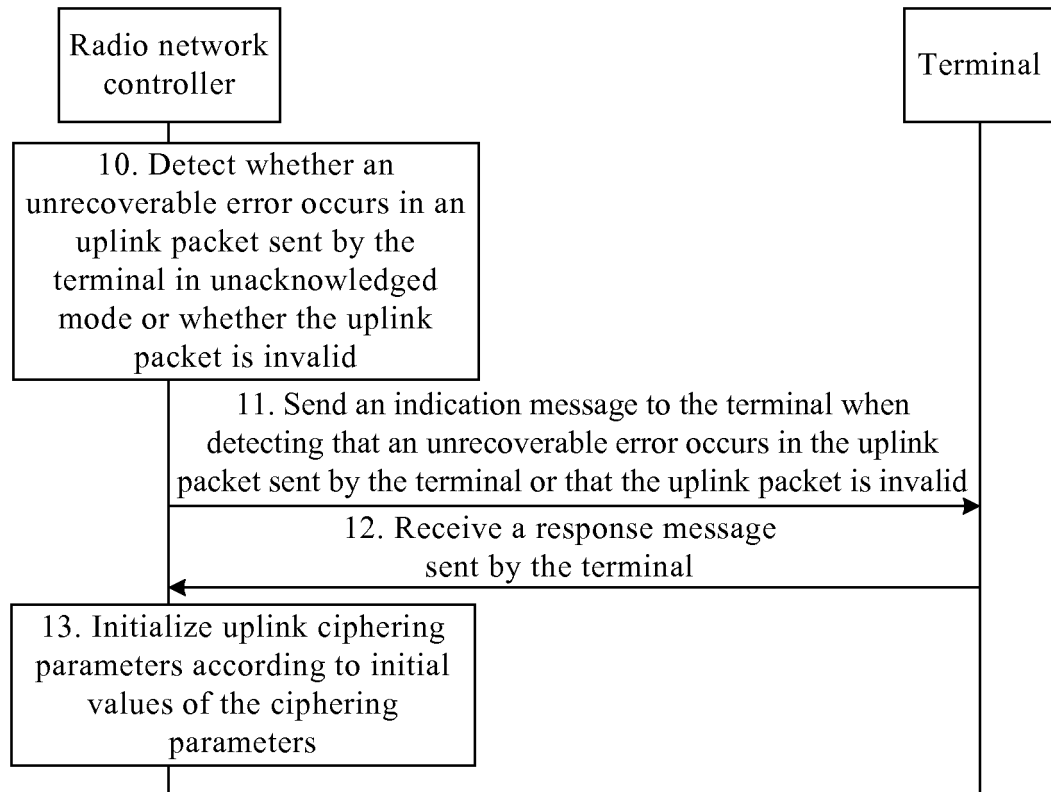 Radio network
controller
Terminal
10. Detect whether an
unrecoverable error occurs in an
uplink packet sent by the
terminal in unacknowledged
mode or whether the uplink
packet is invalid
11. Send an indication message to the terminal when
detecting that an unrecoverable error occurs in the uplink
packet sent by the terminal or that the uplink packet is invalid
12. Receive a response message
sent by the terminal
13. Initialize uplink ciphering
parameters according to initial
values of the ciphering
parameters